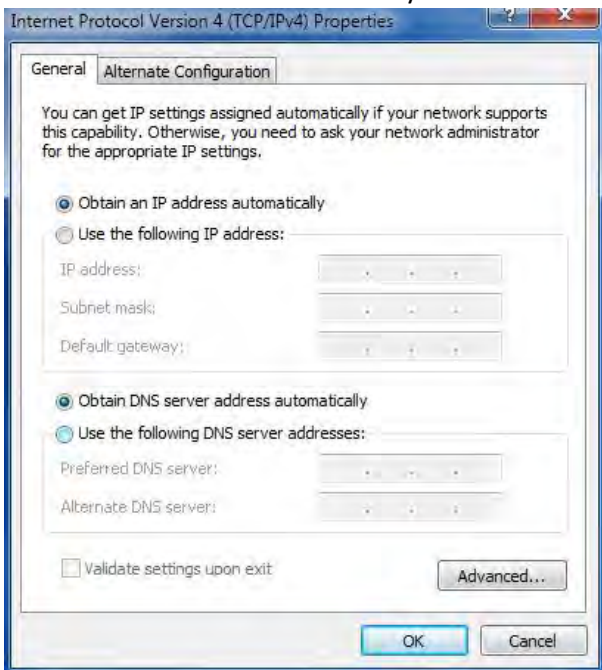 Internet Protocol Version 4 (TCP/IPv4) Properties
General
Alternate Configuration
You can get IP settings assigned automatically if your network supports
this capability. Otherwise, you need to ask your network administrator
for the appropriate IP settings.
Obtain an IP address automatically
Use the following IP address:
IP address:
Subnet mask:
Default gateway:
Obtain DNS server address automatically
Use the following DNS server addresses:
Preferred DNS server:
Alternate DNS server:
Validate settings upon exit
Advanced...
OK
Cancel